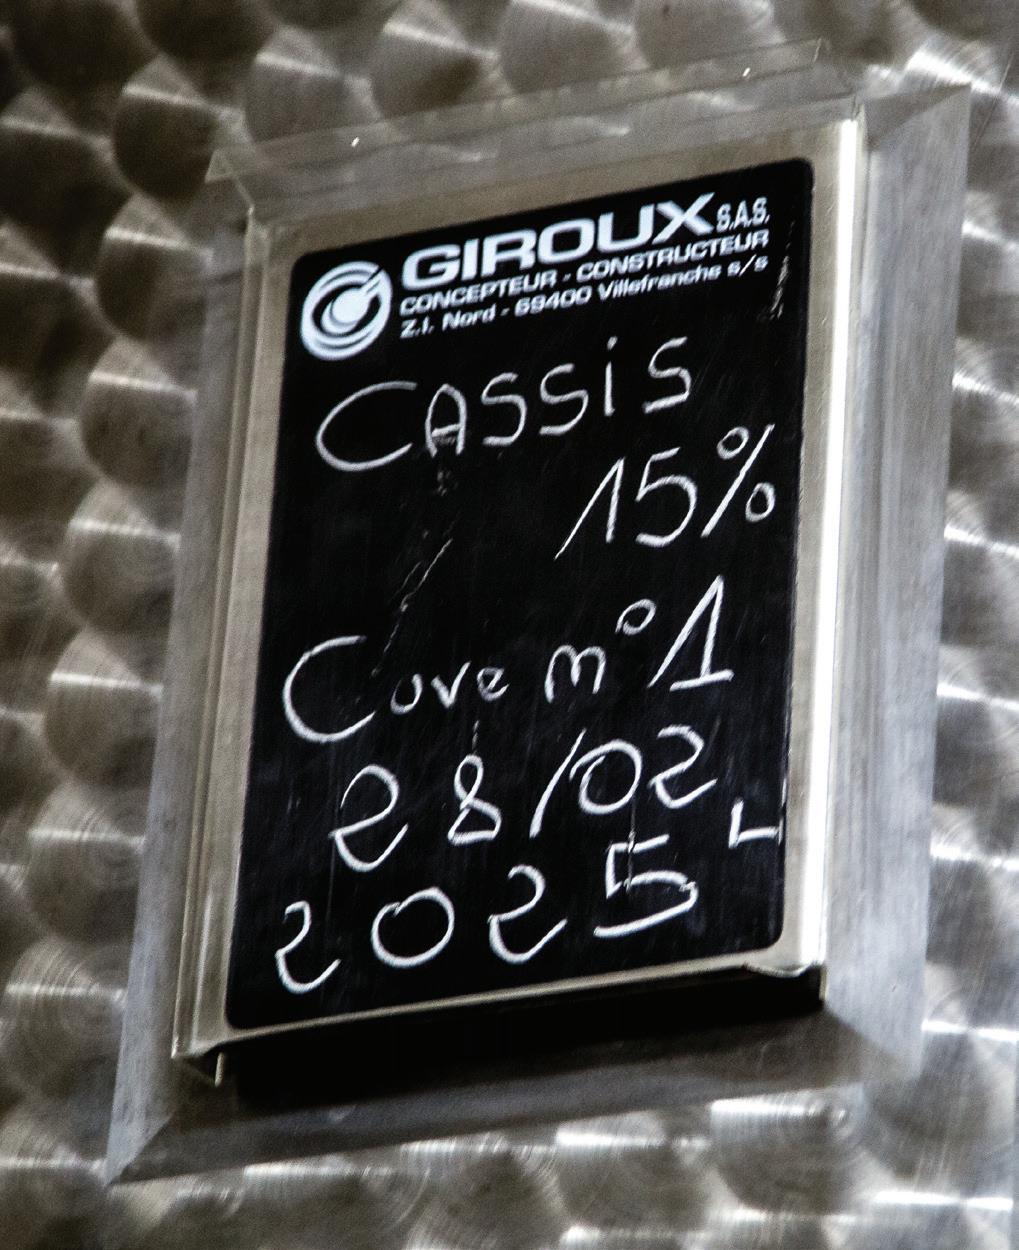 GIROUX S.A.S.
CONCEPTEUR - CONSTRUCTEUR
Z.I. Nord - 69400 Villefranche s/s
CASSiS
15%
Cuve n°1
28/02
2025 L